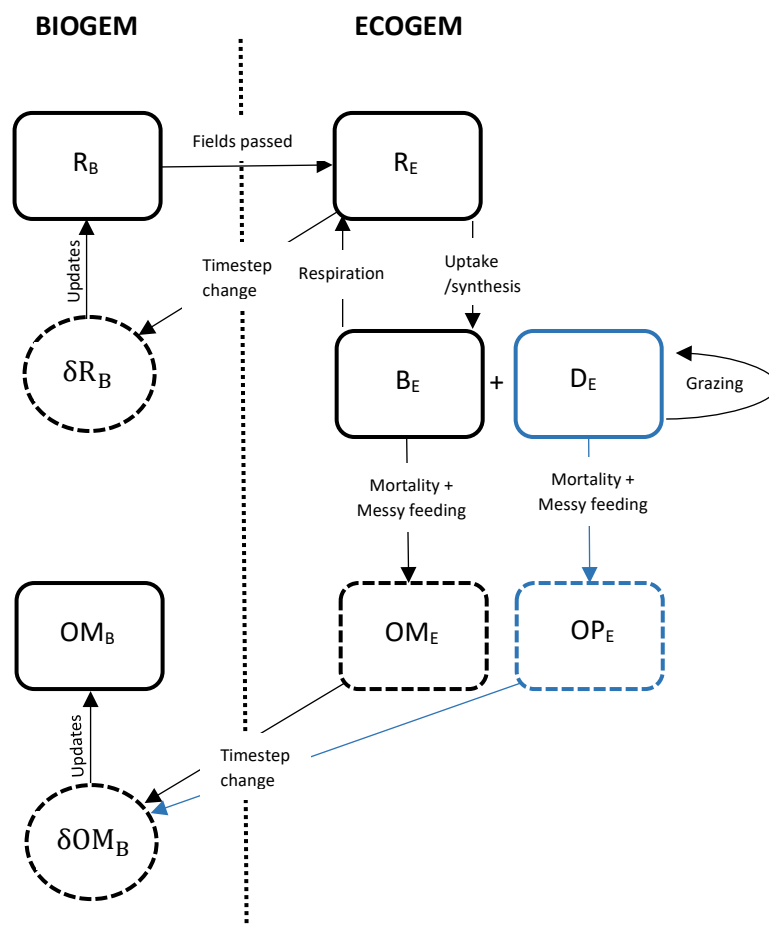 BIOGEM
ECOGEM
R_B
Fields passed
R_E
Updates
Timestep
change
Respiration
Uptake
/synthesis
δR_B
B_E
+
D_E
Grazing
Mortality +
Messy feeding
Mortality +
Messy feeding
OM_B
OM_E
OP_E
Updates
Timestep
change
δOM_B